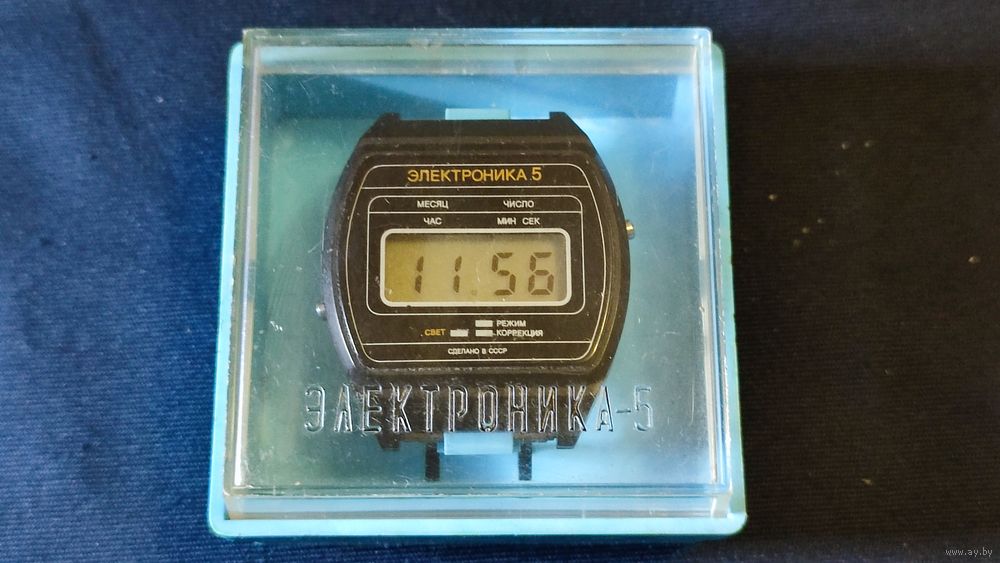 ЭЛЕКТРОНИКА 5
МЕСЯЦ ЧИСЛО
ЧАС МИН СЕК
11 56
РЕЖИМ
СВЕТ КОРРЕКЦИЯ
СДЕЛАНО В СССР
ЭЛЕКТРОНИКА-5
www.ay.by